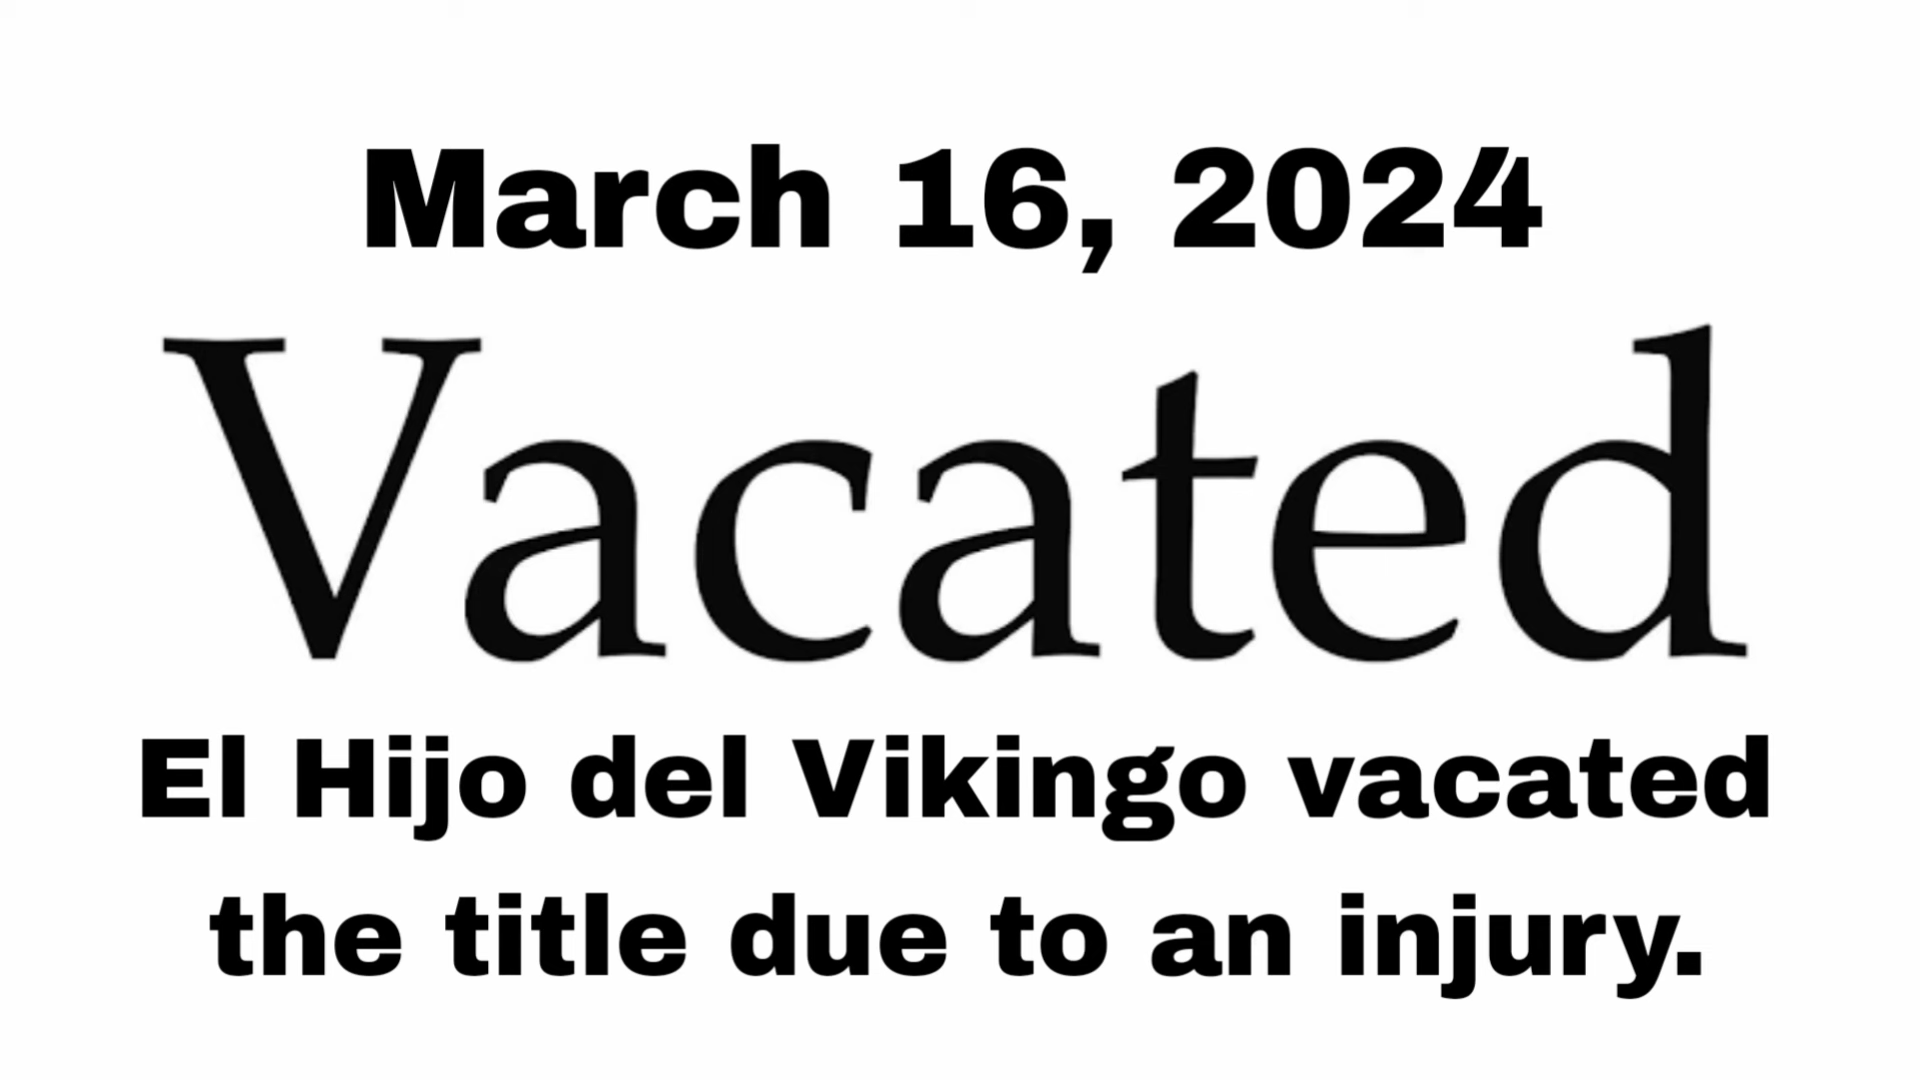 March 16, 2024
Vacated
El Hijo del Vikingo vacated
the title due to an injury.